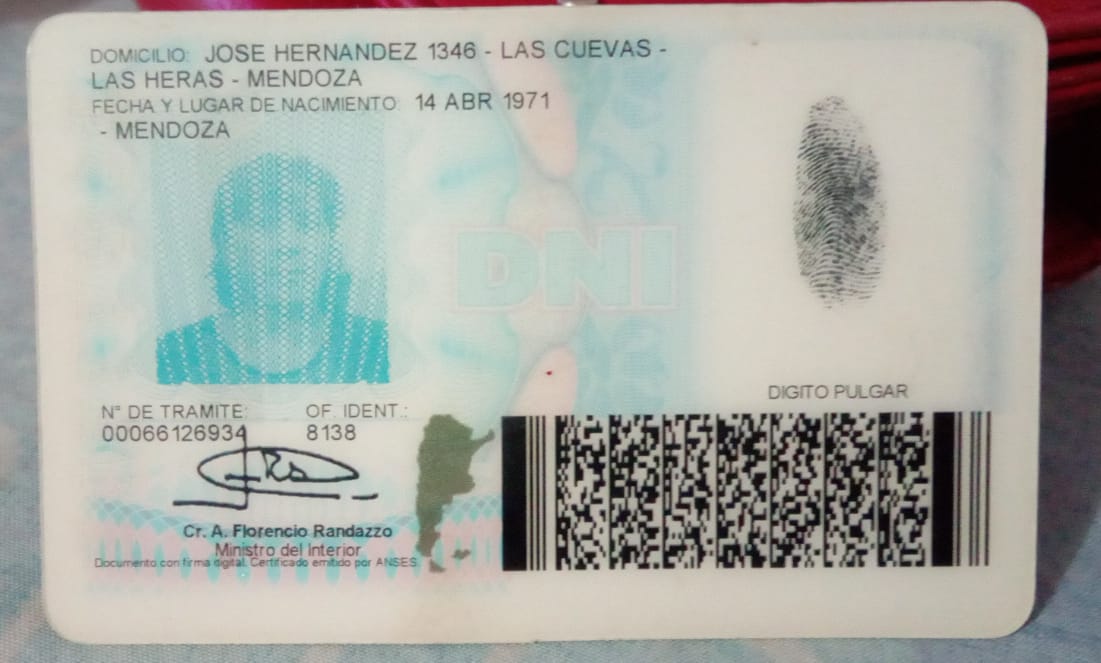 DOMICILIO: JOSE HERNANDEZ 1346 - LAS CUEVAS -
LAS HERAS - MENDOZA
FECHA Y LUGAR DE NACIMIENTO: 14 ABR 1971
- MENDOZA
DNI
DIGITO PULGAR
N° DE TRAMITE: OF. IDENT.:
00066126934 8138
Cr. A. Florencio Randazzo
Ministro del Interior
Documento con firma digital. Certificado emitido por ANSES